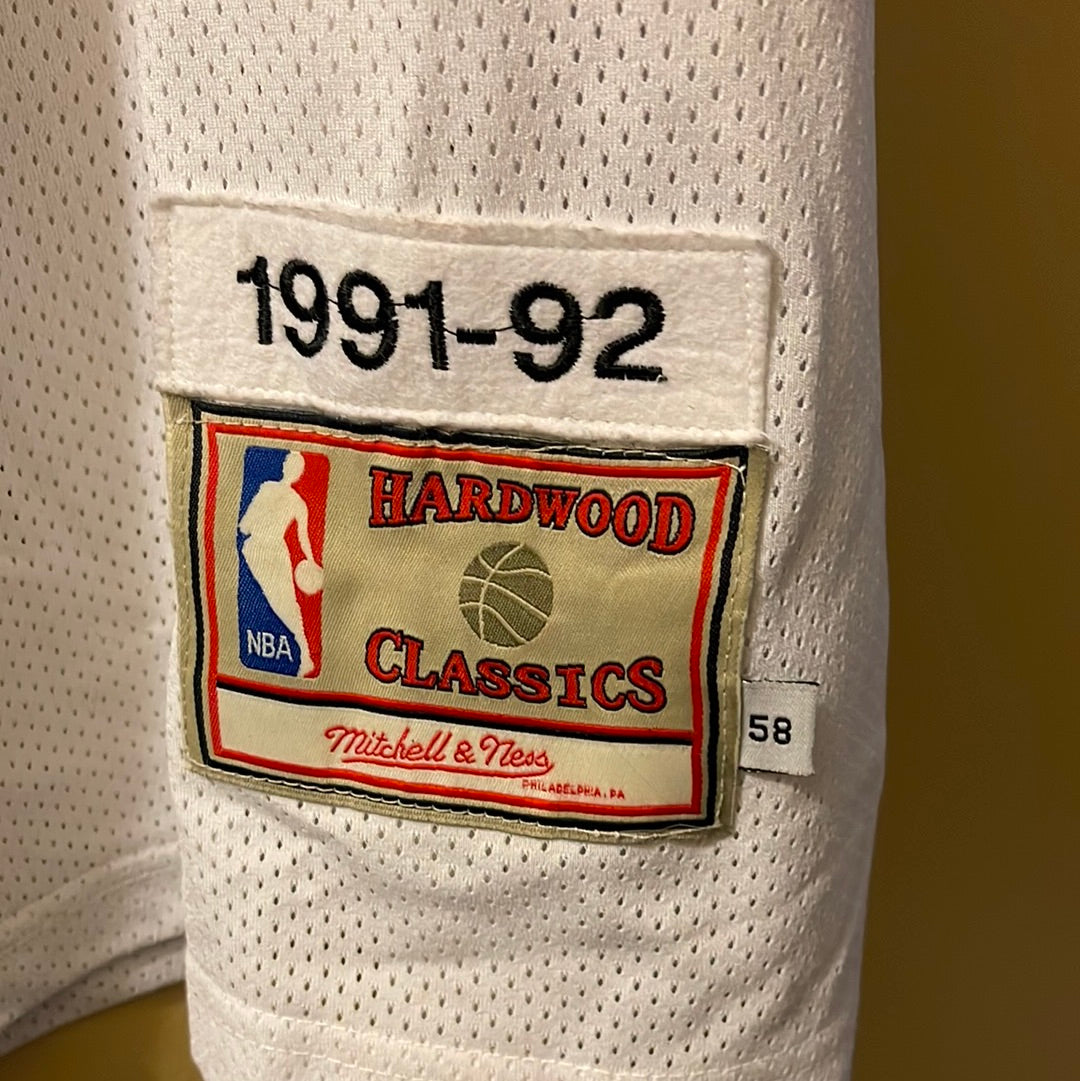 1991-92
HARDWOOD
NBA
CLASSICS
58
Mitchell & Ness
PHILADELPHIA, PA